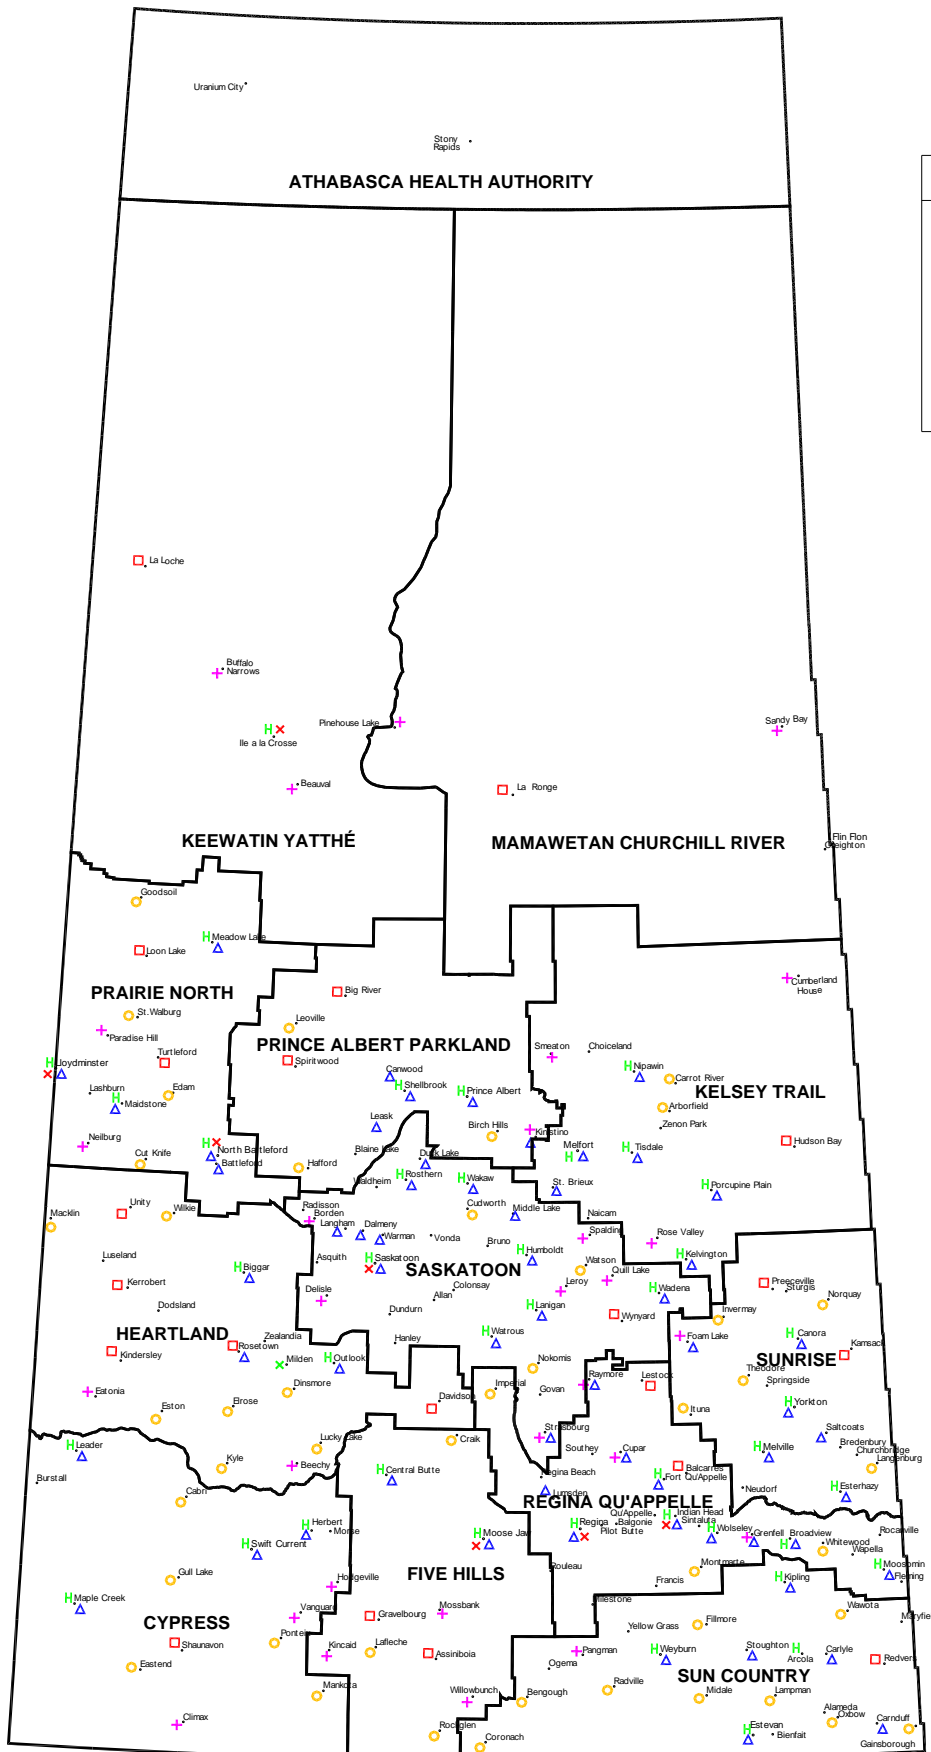 Uranium City
Stony
Rapids
ATHABASCA HEALTH AUTHORITY
La Loche
Buffalo
Narrows
Pinehouse Lake
Sandy Bay
Ile a la Crosse
Beauval
La Ronge
KEEWATIN YATTHÉ
MAMAWETAN CHURCHILL RIVER
Flin Flon
Creighton
Goodsoil
Meadow Lake
Loon Lake
Cumberland
House
PRAIRIE NORTH
Big River
St. Walburg
Leoville
Paradise Hill
PRINCE ALBERT PARKLAND
Smeaton
Choiceland
Turtleford
Lloydminster
Spiritwood
Canwood
Nipawin
Carrot River
KELSEY TRAIL
Lashburn
Edam
Maidstone
Shellbrook
Prince Albert
Arborfield
Leask
Zenon Park
Neilburg
Birch Hills
Kinistino
Hudson Bay
North Battleford
Blaine Lake
Melfort
Tisdale
Cut Knife
Battleford
Hafford
Duck Lake
Rosthern
Wakaw
St. Brieux
Porcupine Plain
Waldheim
Unity
Wilkie
Macklin
Radisson
Borden
Cudworth
Middle Lake
Naicam
Langham
Dalmeny
Warman
Vonda
Spalding
Rose Valley
Luseland
Asquith
Saskatoon
Bruno
Humboldt
Kelvington
Biggar
SASKATOON
Watson
Quill Lake
Kerrobert
Delisle
Colonsay
Allan
Leroy
Wadena
Preeceville
Sturgis
Norquay
Dodsland
Dundurn
Lanigan
Wynyard
Invermay
HEARTLAND
Zealandia
Hanley
Watrous
Foam Lake
Canora
Kamsack
Rosetown
Kindersley
Milden
Outlook
Nokomis
SUNRISE
Theodore
Springside
Eatonia
Dinsmore
Imperial
Govan
Raymore
Lestock
Elrose
Davidson
Ituna
Yorkton
Eston
Strasbourg
Southey
Cupar
Saltcoats
Leader
Lucky Lake
Craik
Melville
Bredenbury
Churchbridge
Langenburg
Kyle
Beechy
Central Butte
Regina Beach
Balcarres
Fort Qu'Appelle
Burstall
Neudorf
Esterhazy
Cabri
Lumsden
REGINA QU'APPELLE
Qu'Appelle
Indian Head
Herbert
Morse
Moose Jaw
Regina
Balgonie
Pilot Butte
Sintaluta
Wolseley
Grenfell
Broadview
Rocanville
Swift Current
Whitewood
Wapella
Rouleau
Montmartre
Moosomin
Fleming
Gull Lake
FIVE HILLS
Hodgeville
Francis
Kipling
Maple Creek
CYPRESS
Vanguard
Gravelbourg
Mossbank
Milestone
Wawota
Yellow Grass
Fillmore
Ponteix
Kincaid
Lafleche
Assiniboia
Shaunavon
Pangman
Ogema
Weyburn
Stoughton
Arcola
Carlyle
Redvers
Eastend
SUN COUNTRY
Mankota
Willowbunch
Bengough
Radville
Midale
Lampman
Climax
Rockglen
Coronach
Alameda
Oxbow
Carnduff
Estevan
Bienfait
Gainsborough